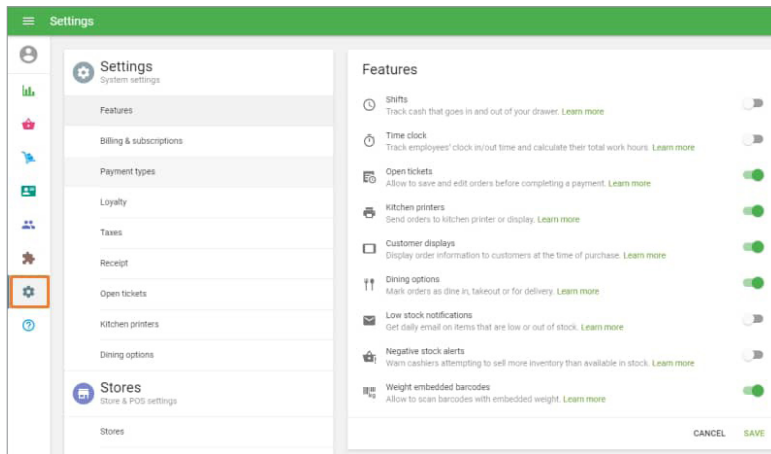 Settings
Settings
System settings
Features
Billing & subscriptions
Payment types
Loyalty
Taxes
Receipt
Open tickets
Kitchen printers
Dining options
Stores
Store & POS settings
Stores
Features
Shifts
Track cash that goes in and out of your drawer. Learn more
Time clock
Track employees' clock in/out time and calculate their total work hours. Learn more
Open tickets
Allow to save and edit orders before completing a payment. Learn more
Kitchen printers
Send orders to kitchen printer or display. Learn more
Customer displays
Display order information to customers at the time of purchase. Learn more
Dining options
Mark orders as dine in, takeout or for delivery. Learn more
Low stock notifications
Get daily email on items that are low or out of stock. Learn more
Negative stock alerts
Warn cashiers attempting to sell more inventory than available in stock. Learn more
kg
Weight embedded barcodes
Allow to scan barcodes with embedded weight. Learn more
CANCEL SAVE